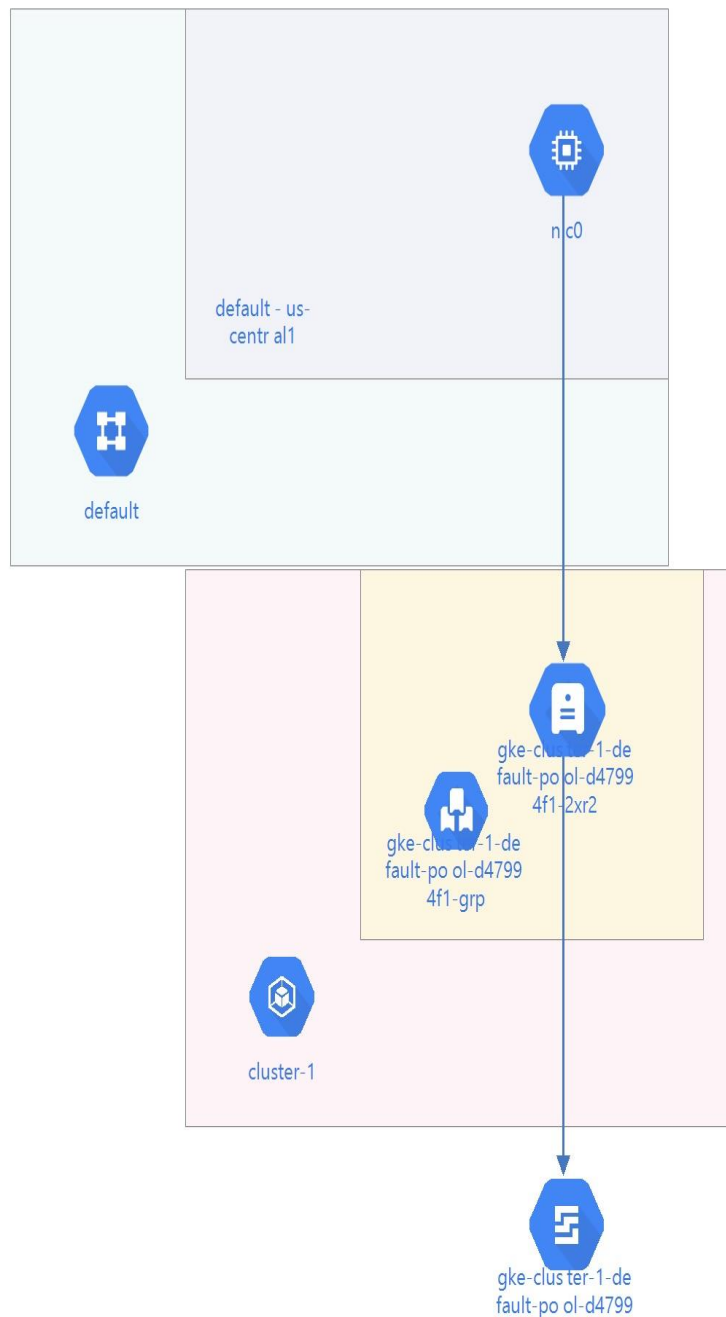 nic0
default - us-
centr al1
default
gke-clus ter-1-de
fault-po ol-d4799
4f1-2xr2
gke-clus ter-1-de
fault-po ol-d4799
4f1-grp
cluster-1
gke-clus ter-1-de
fault-po ol-d4799